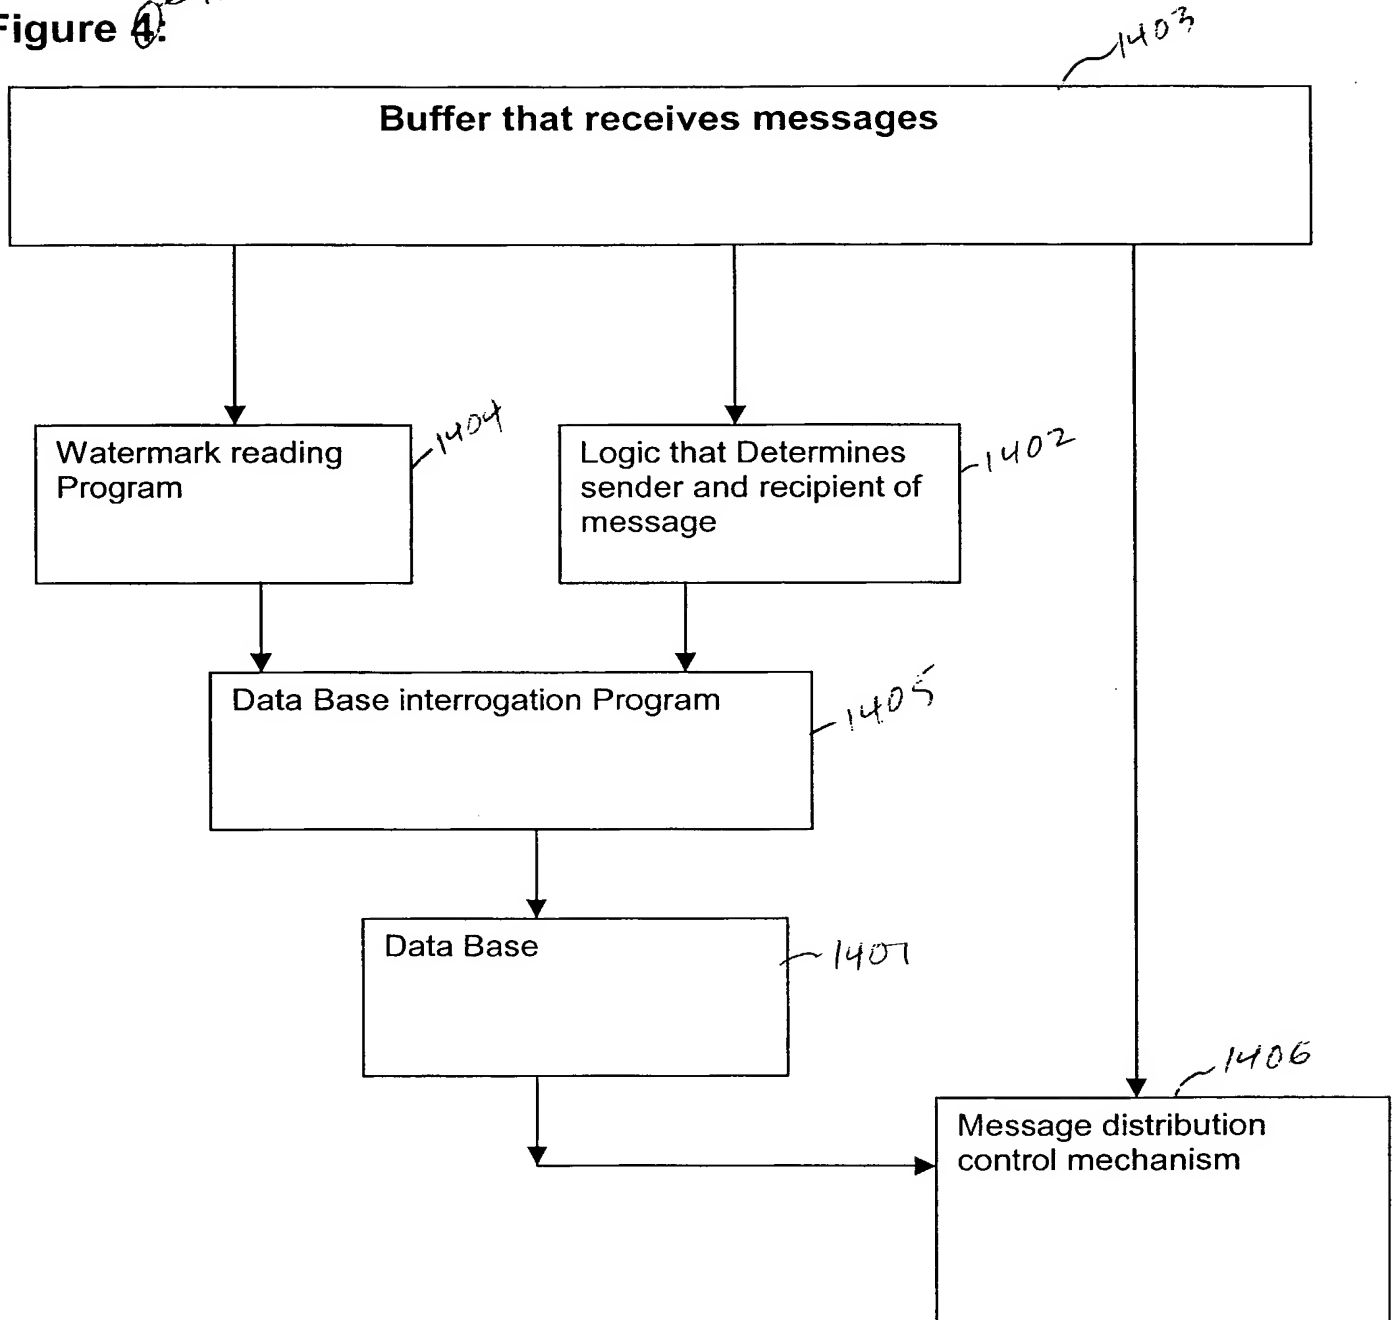 Figure 4:
1403
Buffer that receives messages
Watermark reading
Program
1404
Logic that Determines
sender and recipient of
message
1402
Data Base interrogation Program
1405
Data Base
1407
1406
Message distribution
control mechanism